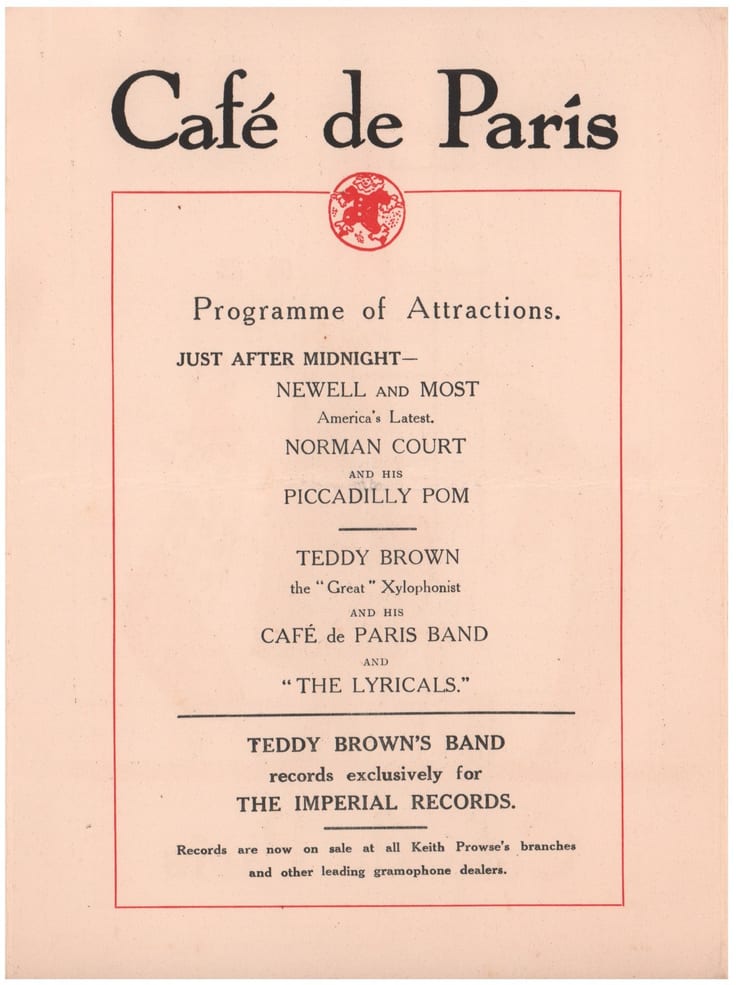 Café de Paris
Programme of Attractions.
JUST AFTER MIDNIGHT—
NEWELL AND MOST
America's Latest.
NORMAN COURT
AND HIS
PICCADILLY POM
TEDDY BROWN
the "Great" Xylophonist
AND HIS
CAFÉ de PARIS BAND
AND
"THE LYRICALS."
TEDDY BROWN'S BAND
records exclusively for
THE IMPERIAL RECORDS.
Records are now on sale at all Keith Prowse's branches
and other leading gramophone dealers.